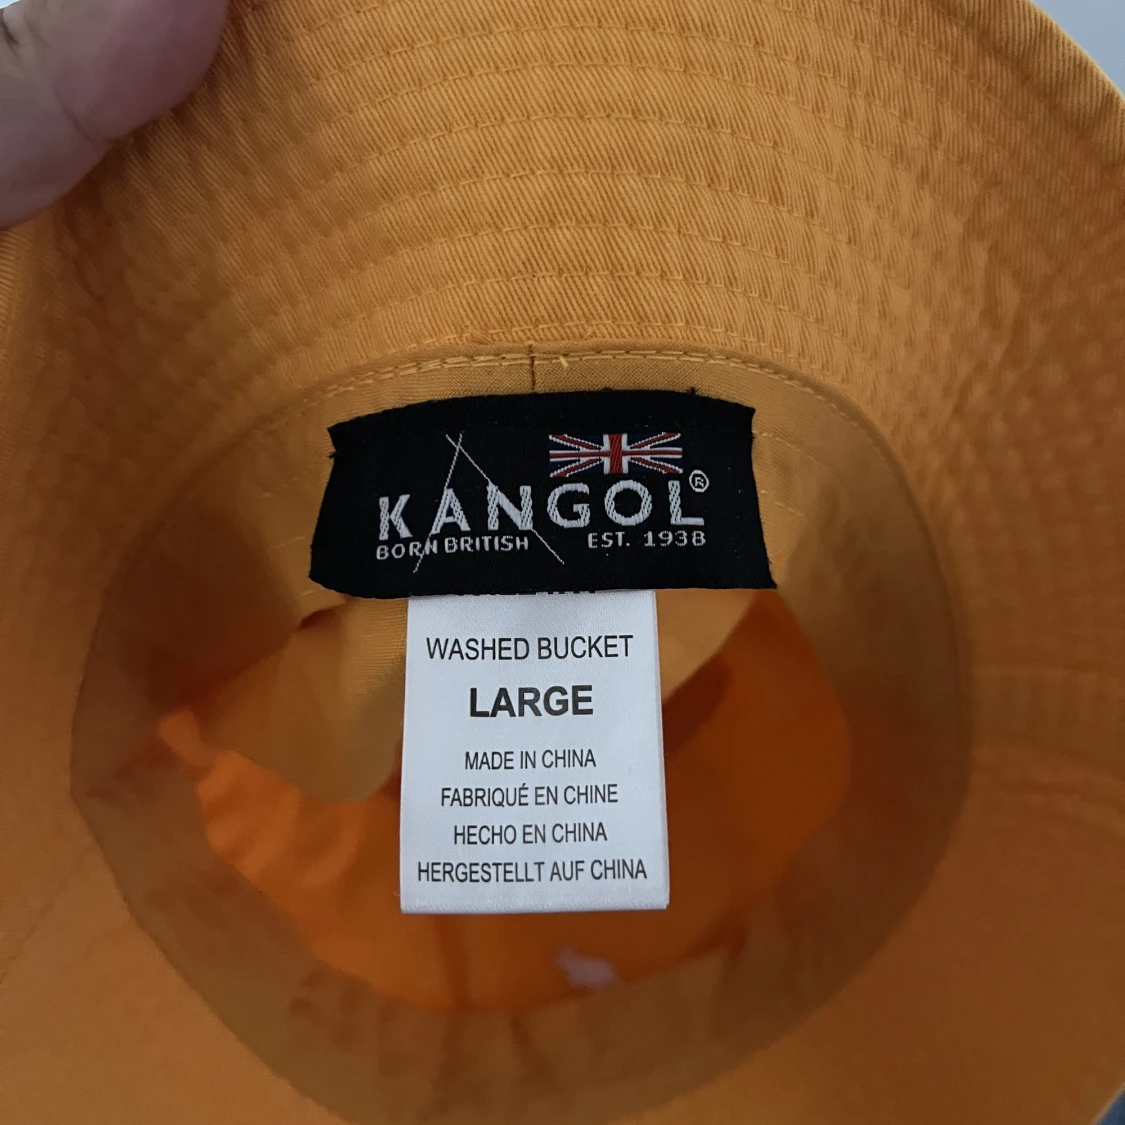 KANGOL®
BORN BRITISH EST. 1938
WASHED BUCKET
LARGE
MADE IN CHINA
FABRIQUÉ EN CHINE
HECHO EN CHINA
HERGESTELLT AUF CHINA